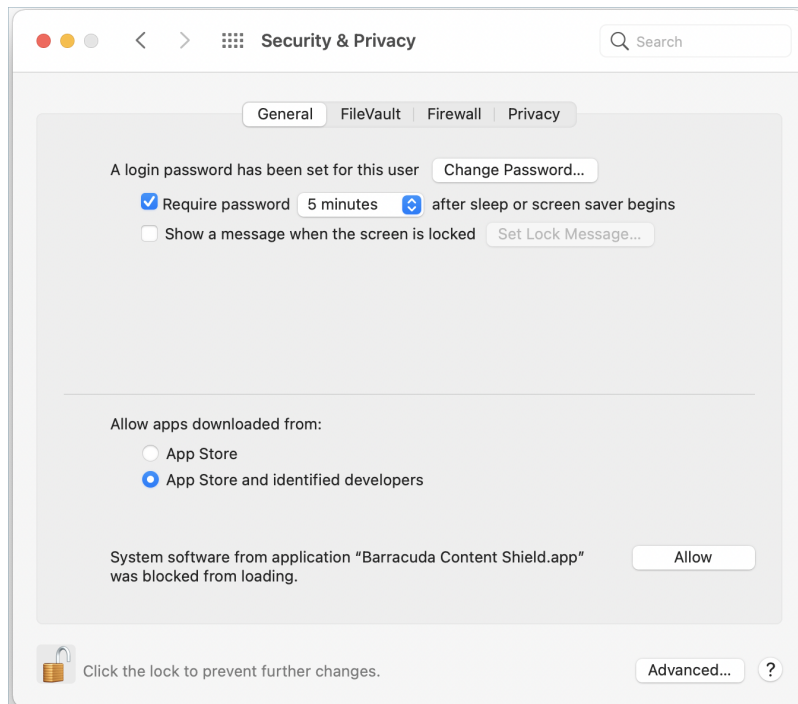 Security & Privacy
Search
General FileVault Firewall Privacy
A login password has been set for this user Change Password...
Require password 5 minutes after sleep or screen saver begins
Show a message when the screen is locked Set Lock Message...
Allow apps downloaded from:
App Store
App Store and identified developers
System software from application “Barracuda Content Shield.app” Allow
was blocked from loading.
Click the lock to prevent further changes. Advanced... ?